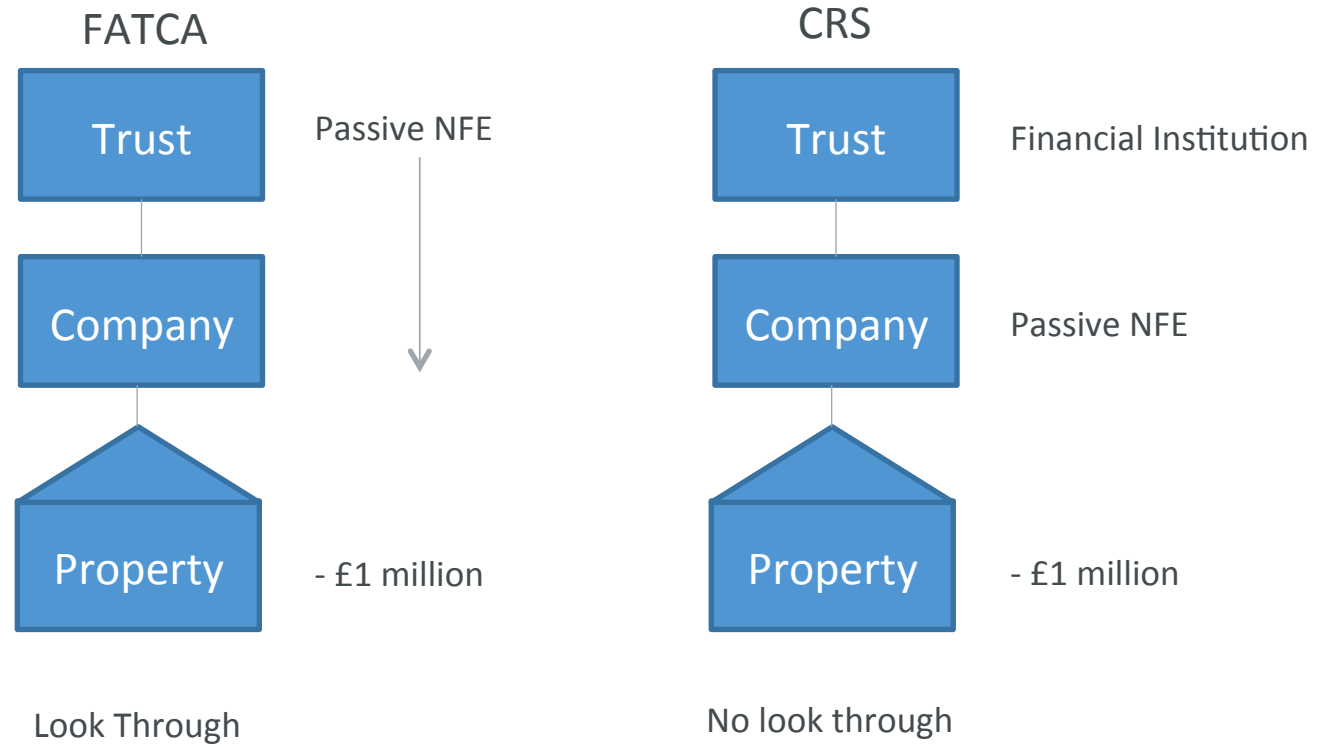 FATCA
Trust
Passive NFE
Company
Property
- £1 million
Look Through
CRS
Trust
Financial Institution
Company
Passive NFE
Property
- £1 million
No look through